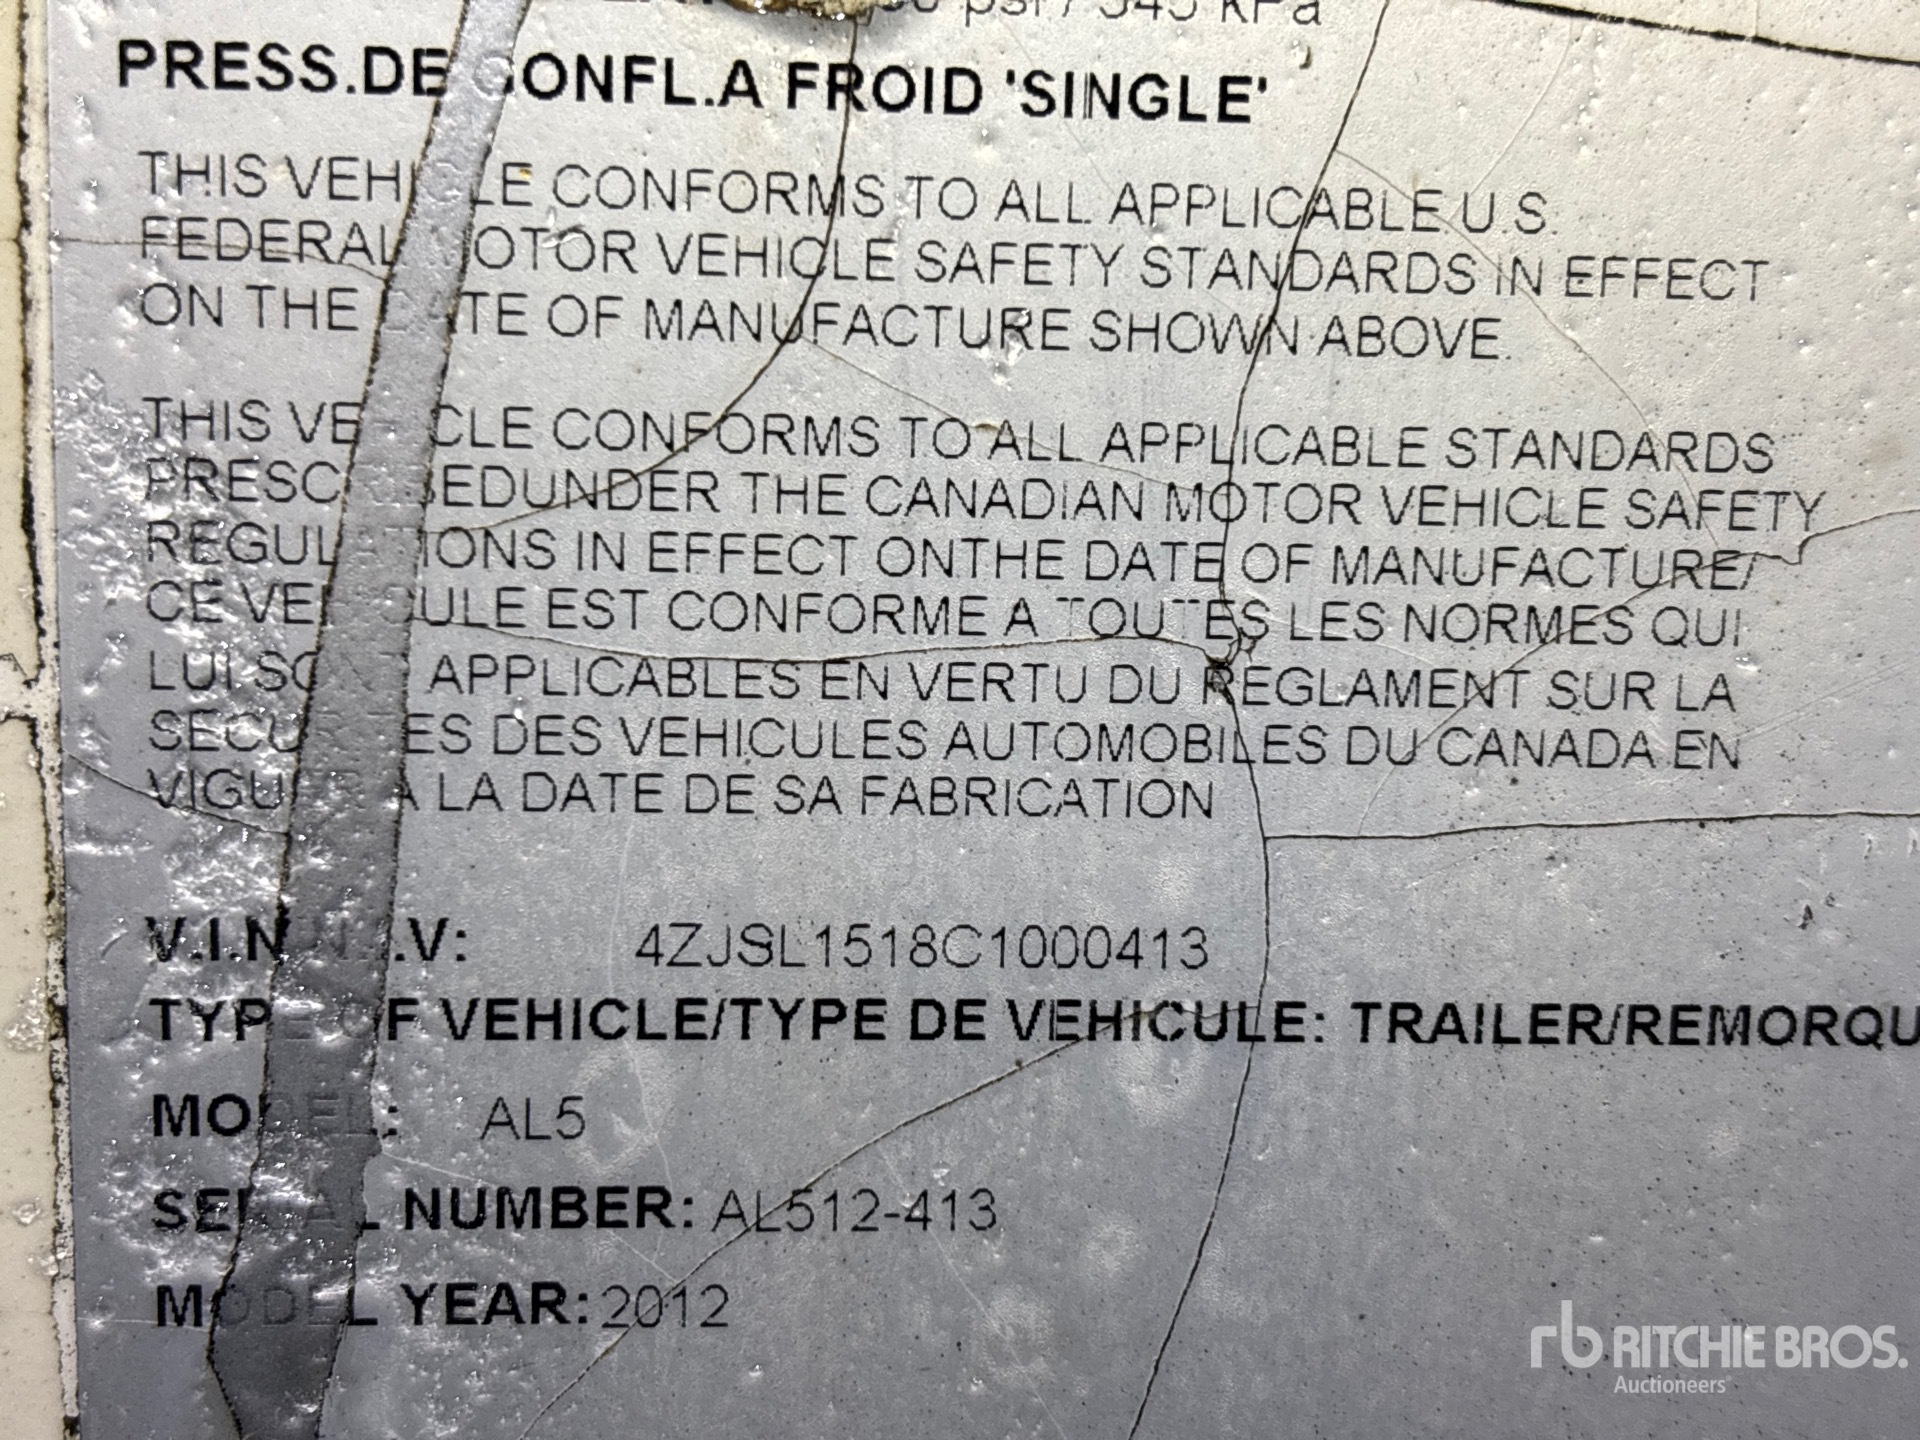 psi / 345 kPa
PRESS.DE GONFL.A FROID 'SINGLE'
THIS VEHICLE CONFORMS TO ALL APPLICABLE U.S.
FEDERAL MOTOR VEHICLE SAFETY STANDARDS IN EFFECT
ON THE DATE OF MANUFACTURE SHOWN ABOVE.
THIS VEHICLE CONFORMS TO ALL APPLICABLE STANDARDS
PRESCRIBEDUNDER THE CANADIAN MOTOR VEHICLE SAFETY
REGULATIONS IN EFFECT ONTHE DATE OF MANUFACTURE/
CE VEHICULE EST CONFORME A TOUTES LES NORMES QUI
LUI SONT APPLICABLES EN VERTU DU REGLAMENT SUR LA
SECURITES DES VEHICULES AUTOMOBILES DU CANADA EN
VIGUER A LA DATE DE SA FABRICATION
V.I.N./N.I.V: 4ZJSL1518C1000413
TYPE OF VEHICLE/TYPE DE VEHICULE: TRAILER/REMORQU
MODEL: AL5
SERIAL NUMBER: AL512-413
MODEL YEAR: 2012
rb RITCHIE BROS.
Auctioneers